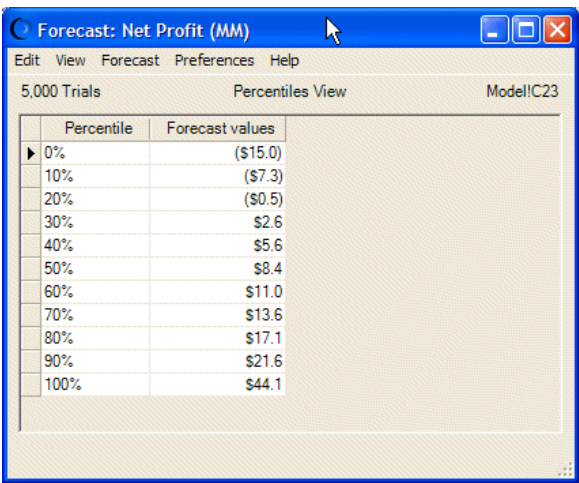 Forecast: Net Profit (MM)
Edit View Forecast Preferences Help
5,000 Trials Percentiles View Model!C23
Percentile Forecast values
0% ($15.0)
10% ($7.3)
20% ($0.5)
30% $2.6
40% $5.6
50% $8.4
60% $11.0
70% $13.6
80% $17.1
90% $21.6
100% $44.1